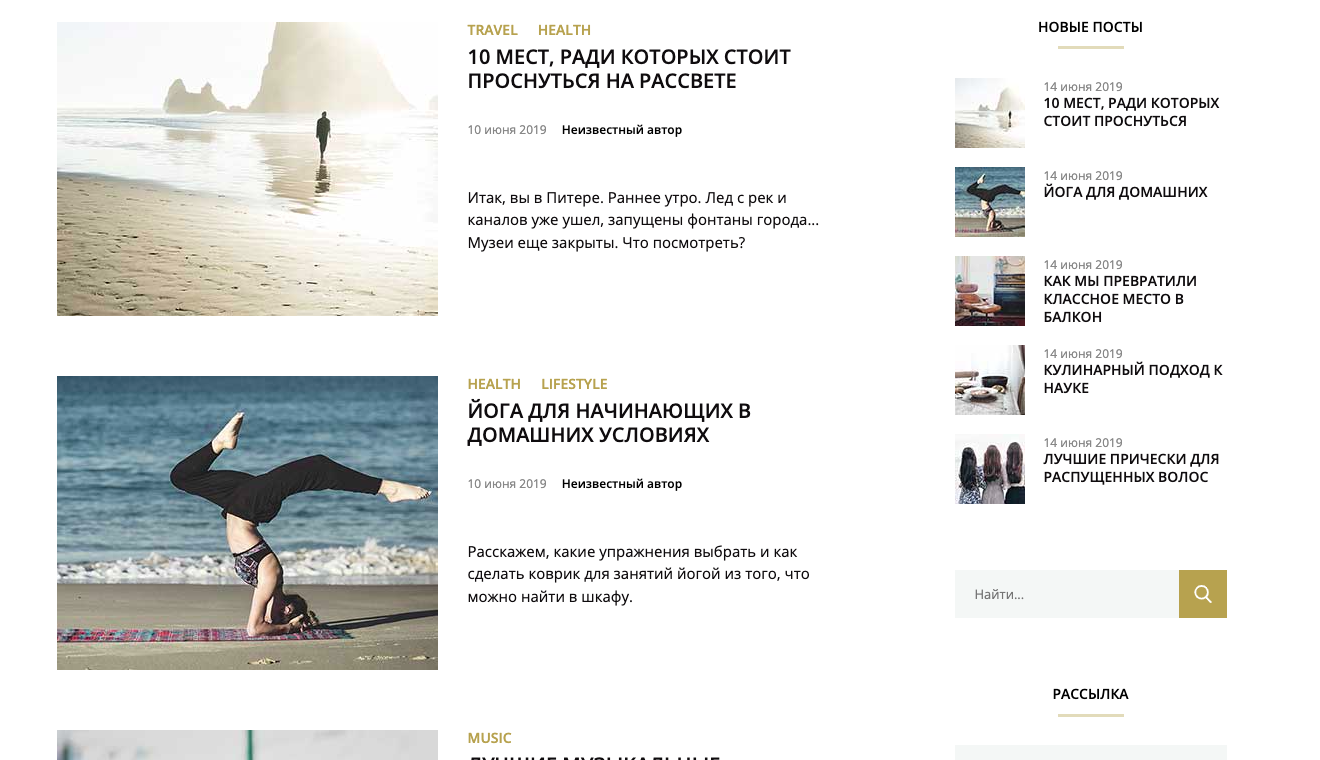 TRAVEL HEALTH
10 МЕСТ, РАДИ КОТОРЫХ СТОИТ
ПРОСНУТЬСЯ НА РАССВЕТЕ
10 июня 2019 Неизвестный автор
Итак, вы в Питере. Раннее утро. Лед с рек и
каналов уже ушел, запущены фонтаны города...
Музеи еще закрыты. Что посмотреть?
HEALTH LIFESTYLE
ЙОГА ДЛЯ НАЧИНАЮЩИХ В
ДОМАШНИХ УСЛОВИЯХ
10 июня 2019 Неизвестный автор
Расскажем, какие упражнения выбрать и как
сделать коврик для занятий йогой из того, что
можно найти в шкафу.
MUSIC
ЛУЧШИЕ МУЗЫКАЛЬНЫЕ
НОВЫЕ ПОСТЫ
14 июня 2019
10 МЕСТ, РАДИ КОТОРЫХ
СТОИТ ПРОСНУТЬСЯ
14 июня 2019
ЙОГА ДЛЯ ДОМАШНИХ
14 июня 2019
КАК МЫ ПРЕВРАТИЛИ
КЛАССНОЕ МЕСТО В
БАЛКОН
14 июня 2019
КУЛИНАРНЫЙ ПОДХОД К
НАУКЕ
14 июня 2019
ЛУЧШИЕ ПРИЧЕСКИ ДЛЯ
РАСПУЩЕННЫХ ВОЛОС
Найти...
РАССЫЛКА